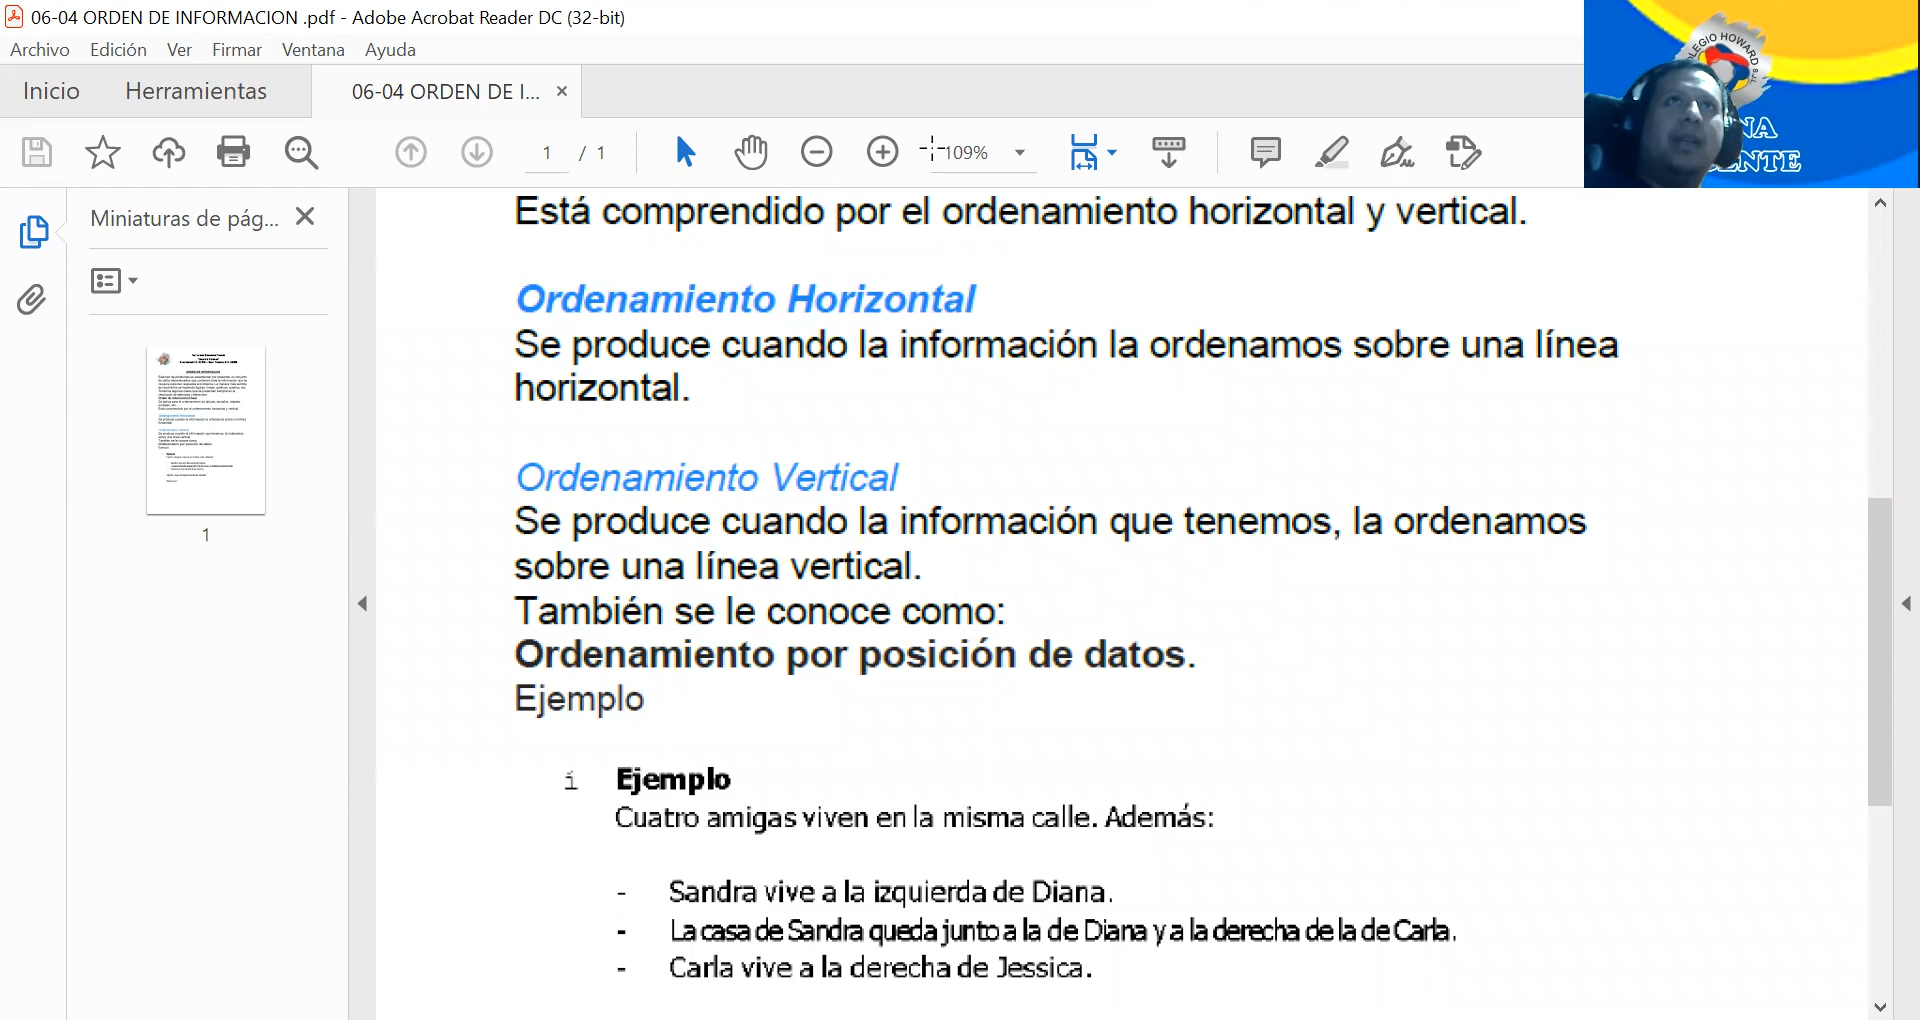 06-04 ORDEN DE INFORMACION .pdf - Adobe Acrobat Reader DC (32-bit)
Archivo Edición Ver Firmar Ventana Ayuda
Inicio Herramientas 06-04 ORDEN DE I... ×
1 / 1 109%
COLEGIO HOWARD S.J.L.
Miniaturas de pág...
1
Está comprendido por el ordenamiento horizontal y vertical.
Ordenamiento Horizontal
Se produce cuando la información la ordenamos sobre una línea
horizontal.
Ordenamiento Vertical
Se produce cuando la información que tenemos, la ordenamos
sobre una línea vertical.
También se le conoce como:
Ordenamiento por posición de datos.
Ejemplo
í Ejemplo
Cuatro amigas viven en la misma calle. Además:
- Sandra vive a la izquierda de Diana.
- La casa de Sandra queda junto a la de Diana y a la derecha de la de Carla.
- Carla vive a la derecha de Jessica.